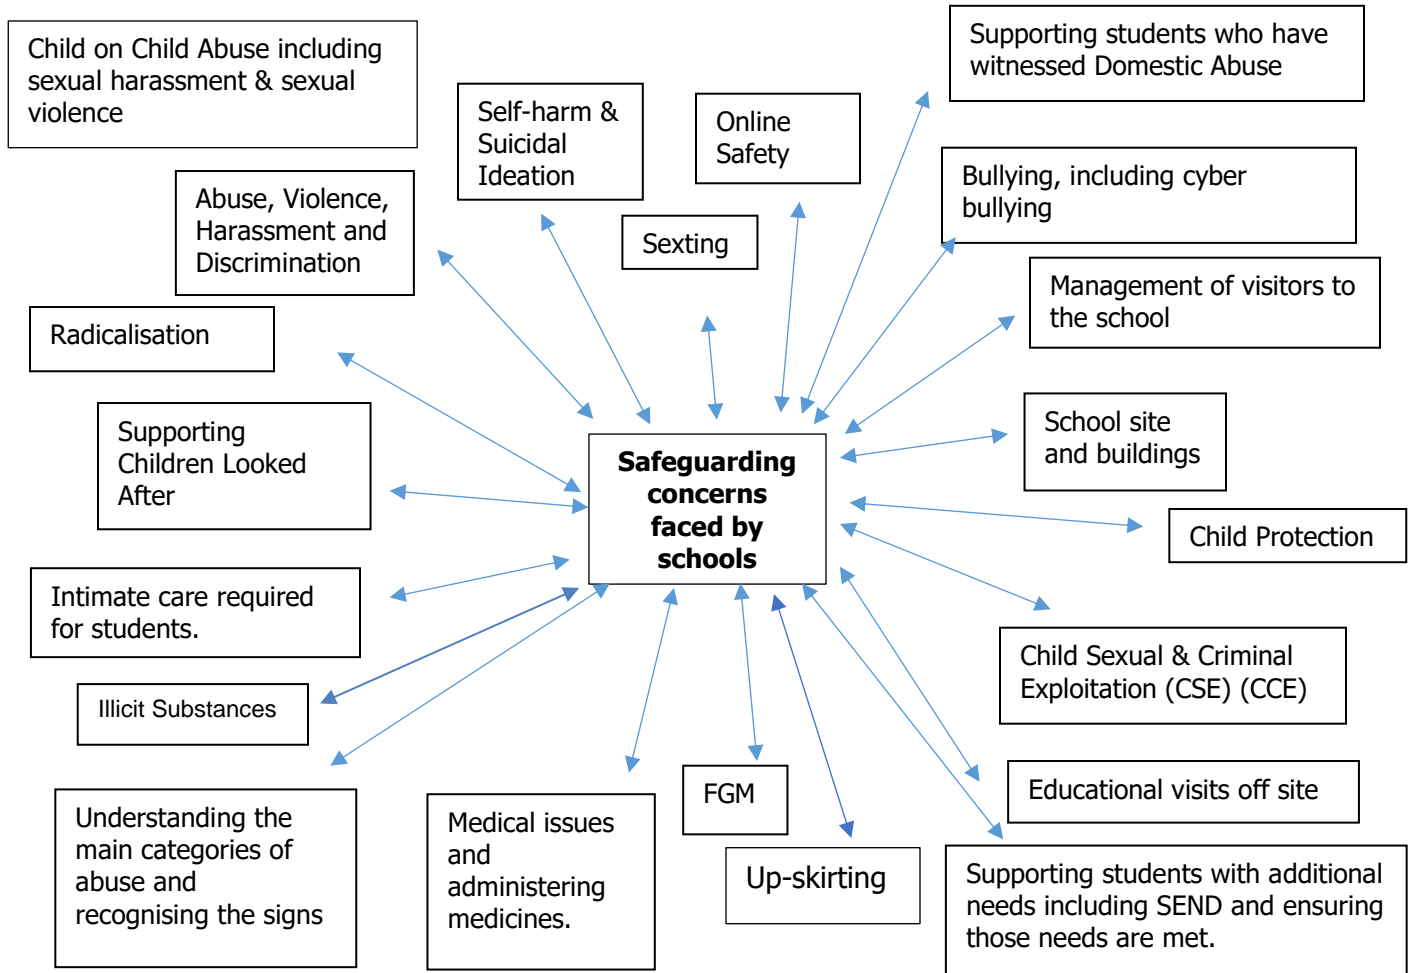 Child on Child Abuse including
sexual harassment & sexual
violence
Self-harm &
Suicidal
Ideation
Online
Safety
Supporting students who have
witnessed Domestic Abuse
Abuse, Violence,
Harassment and
Discrimination
Sexting
Bullying, including cyber
bullying
Radicalisation
Management of visitors to
the school
Supporting
Children Looked
After
Safeguarding
concerns
faced by
schools
School site
and buildings
Child Protection
Intimate care required
for students.
Child Sexual & Criminal
Exploitation (CSE) (CCE)
Illicit Substances
Educational visits off site
Understanding the
main categories of
abuse and
recognising the signs
Medical issues
and
administering
medicines.
FGM
Up-skirting
Supporting students with additional
needs including SEND and ensuring
those needs are met.